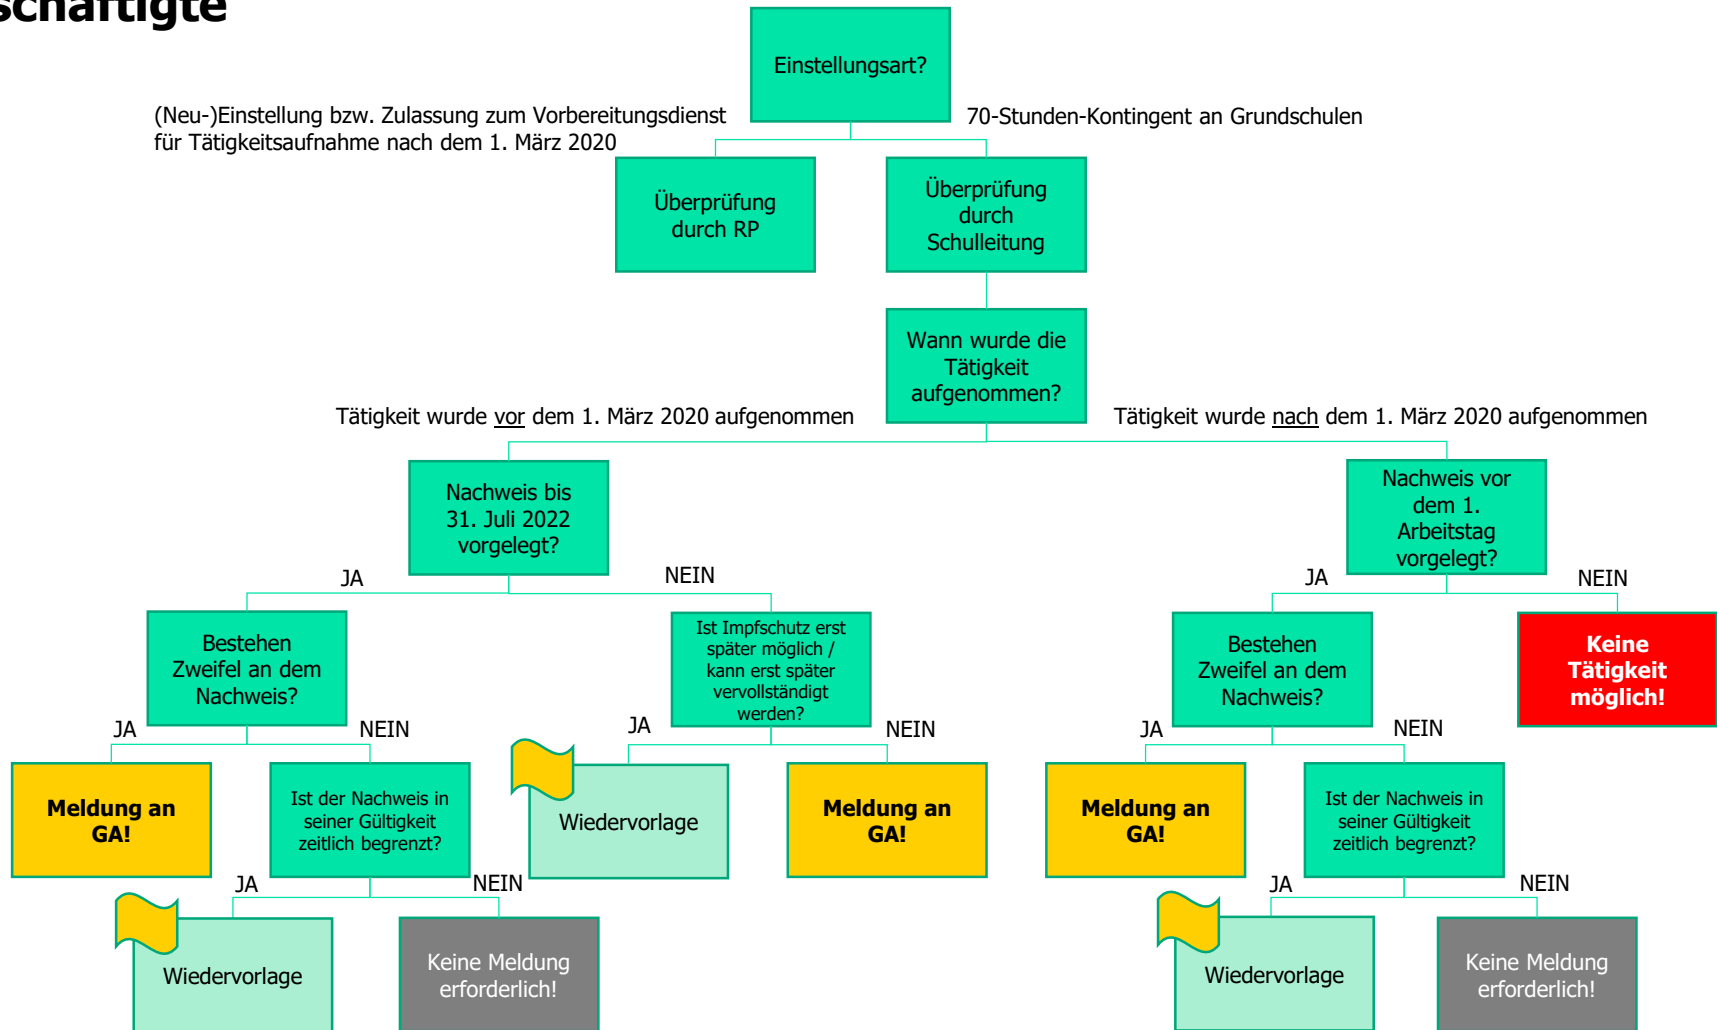 schäftigte
Einstellungsart?
(Neu-)Einstellung bzw. Zulassung zum Vorbereitungsdienst
für Tätigkeitsaufnahme nach dem 1. März 2020
70-Stunden-Kontingent an Grundschulen
Überprüfung
durch RP
Überprüfung
durch
Schulleitung
Wann wurde die
Tätigkeit
aufgenommen?
Tätigkeit wurde vor dem 1. März 2020 aufgenommen
Tätigkeit wurde nach dem 1. März 2020 aufgenommen
Nachweis bis
31. Juli 2022
vorgelegt?
Nachweis vor
dem 1.
Arbeitstag
vorgelegt?
JA
NEIN
JA
NEIN
Bestehen
Zweifel an dem
Nachweis?
Ist Impfschutz erst
später möglich /
kann erst später
vervollständigt
werden?
Bestehen
Zweifel an dem
Nachweis?
Keine
Tätigkeit
möglich!
JA
NEIN
JA
NEIN
JA
NEIN
Meldung an
GA!
Ist der Nachweis in
seiner Gültigkeit
zeitlich begrenzt?
Wiedervorlage
Meldung an
GA!
Meldung an
GA!
Ist der Nachweis in
seiner Gültigkeit
zeitlich begrenzt?
JA
NEIN
JA
NEIN
Wiedervorlage
Keine Meldung
erforderlich!
Wiedervorlage
Keine Meldung
erforderlich!